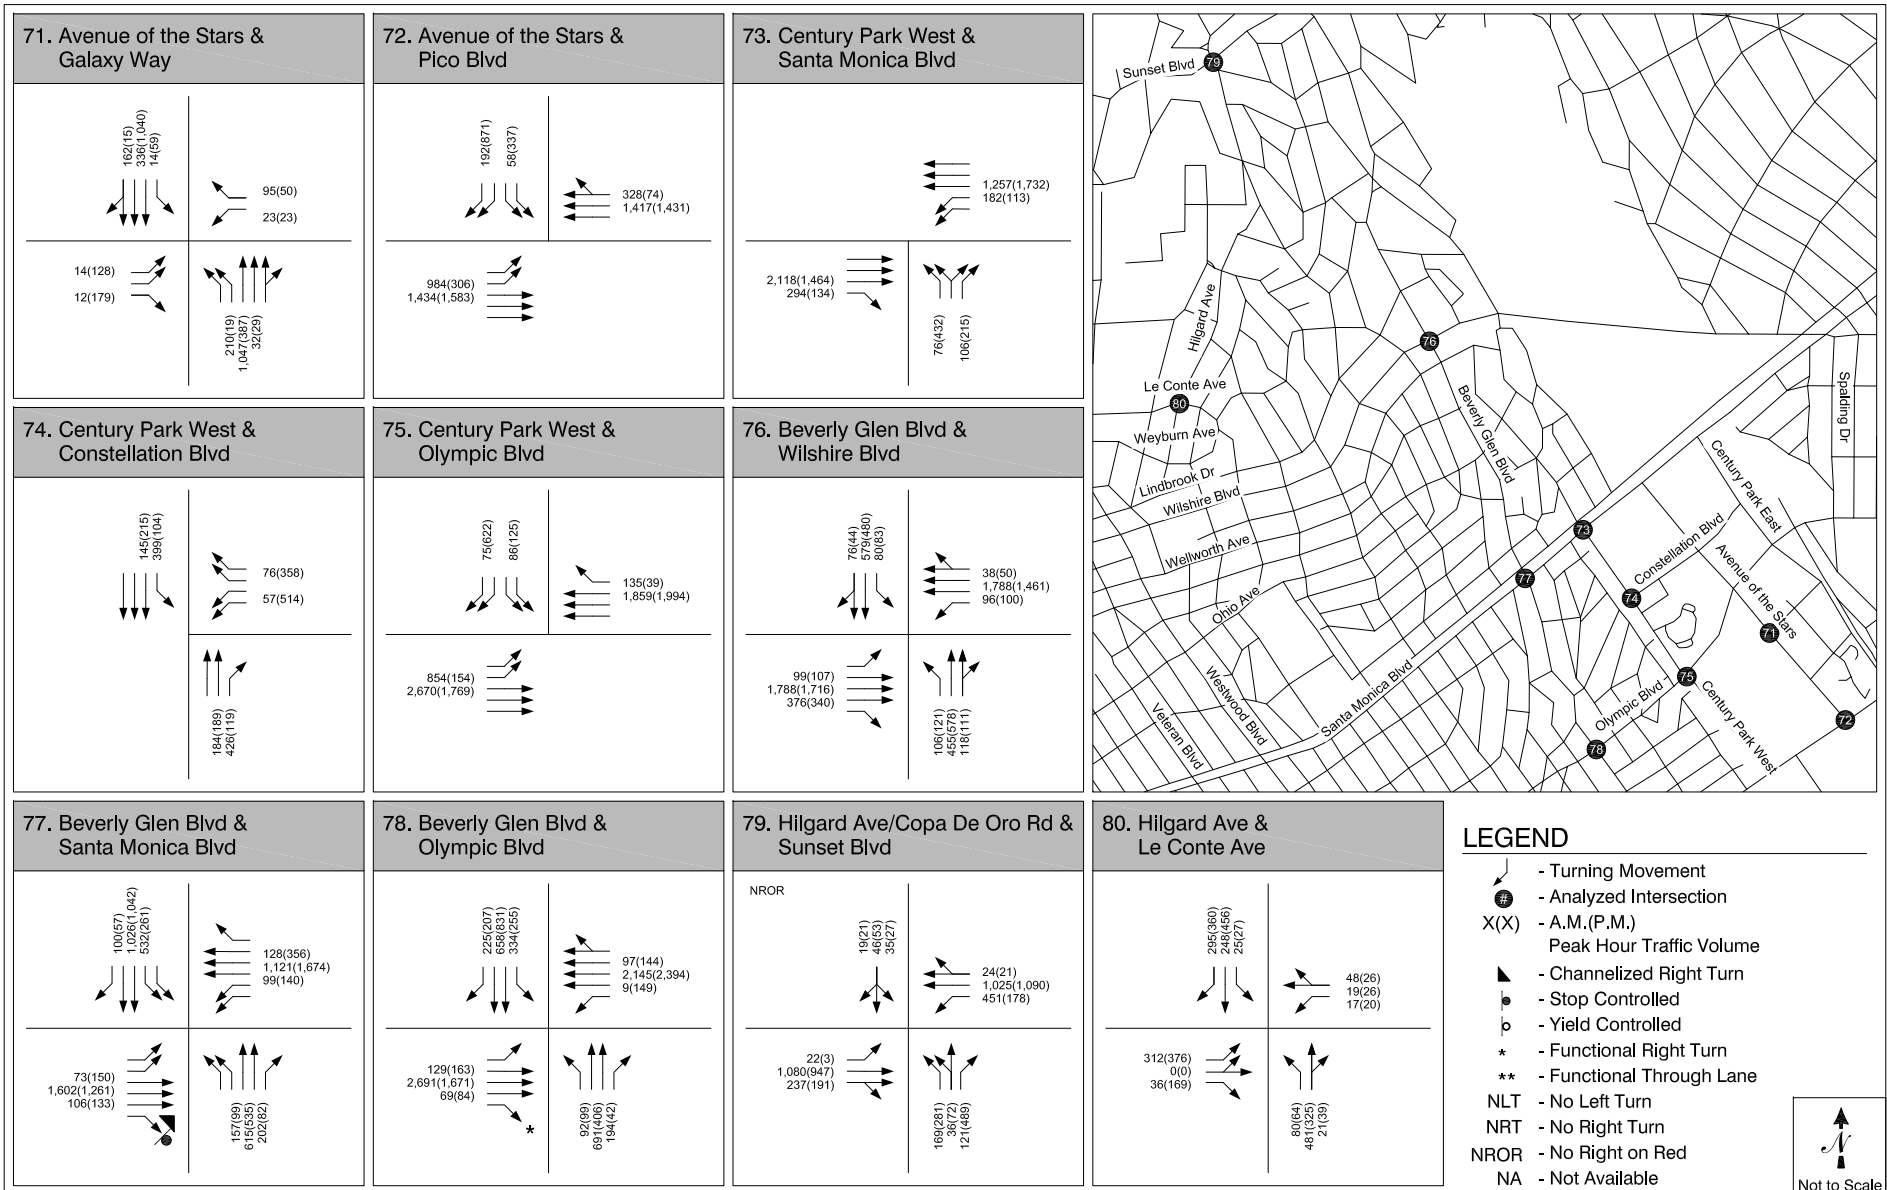 71. Avenue of the Stars &
Galaxy Way
162(15)
336(1,040)
14(59)
95(50)
23(23)
14(128)
12(179)
210(19)
1,047(387)
32(29)
72. Avenue of the Stars &
Pico Blvd
192(871)
58(337)
328(74)
1,417(1,431)
984(306)
1,434(1,583)
73. Century Park West &
Santa Monica Blvd
1,257(1,732)
182(113)
2,118(1,464)
294(134)
76(432)
106(215)
74. Century Park West &
Constellation Blvd
145(215)
399(104)
76(358)
57(514)
184(189)
426(119)
75. Century Park West &
Olympic Blvd
75(622)
86(125)
135(39)
1,859(1,994)
854(154)
2,670(1,769)
76. Beverly Glen Blvd &
Wilshire Blvd
76(44)
579(480)
80(83)
38(50)
1,788(1,461)
96(100)
99(107)
1,788(1,716)
376(340)
106(121)
455(578)
118(111)
77. Beverly Glen Blvd &
Santa Monica Blvd
100(57)
1,026(1,042)
532(261)
128(356)
1,121(1,674)
99(140)
73(150)
1,602(1,261)
106(133)
157(99)
615(535)
202(82)
78. Beverly Glen Blvd &
Olympic Blvd
225(207)
658(831)
334(255)
97(144)
2,145(2,394)
9(149)
129(163)
2,691(1,671)
69(84)
*
92(99)
691(406)
194(42)
79. Hilgard Ave/Copa De Oro Rd &
Sunset Blvd
NROR
19(21)
46(53)
35(27)
24(21)
1,025(1,090)
451(178)
22(3)
1,080(947)
237(191)
169(281)
36(72)
121(489)
80. Hilgard Ave &
Le Conte Ave
295(360)
248(456)
25(27)
48(26)
19(26)
17(20)
312(376)
0(0)
36(169)
80(64)
481(325)
21(39)
Sunset Blvd
79
Hilgard Ave
76
Le Conte Ave
80
Weyburn Ave
Beverly Glen Blvd
Spalding Dr
Lindbrook Dr
Wilshire Blvd
Century Park East
73
Wellworth Ave
Constellation Blvd
Avenue of the Stars
77
74
Ohio Ave
71
75
Westwood Blvd
Santa Monica Blvd
Olympic Blvd
Century Park West
72
Veteran Blvd
78
LEGEND
- Turning Movement
# - Analyzed Intersection
X(X) - A.M.(P.M.)
Peak Hour Traffic Volume
- Channelized Right Turn
- Stop Controlled
- Yield Controlled
* - Functional Right Turn
** - Functional Through Lane
NLT - No Left Turn
NRT - No Right Turn
NROR - No Right on Red
NA - Not Available
N
Not to Scale